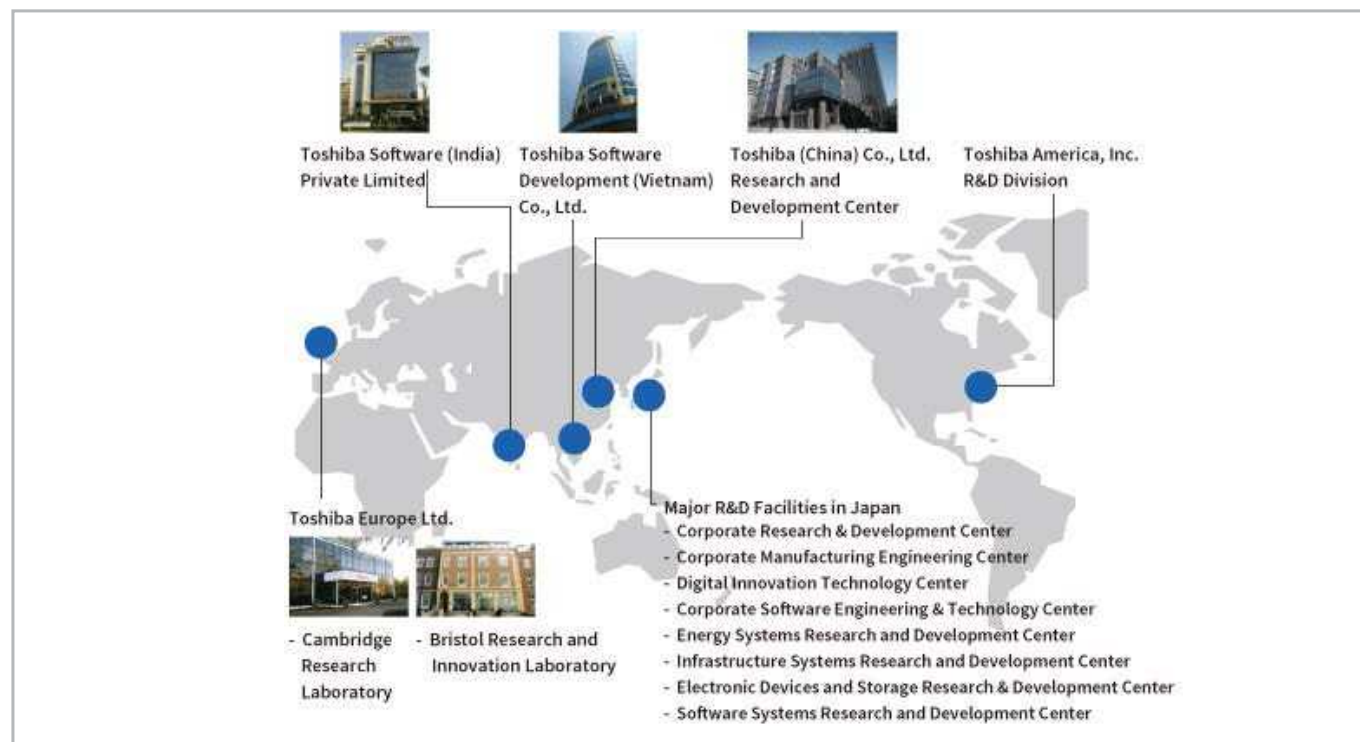 Toshiba Software (India)
Private Limited
Toshiba Software
Development (Vietnam)
Co., Ltd.
Toshiba (China) Co., Ltd.
Research and
Development Center
Toshiba America, Inc.
R&D Division
Toshiba Europe Ltd.
- Cambridge
Research
Laboratory
- Bristol Research and
Innovation Laboratory
Major R&D Facilities in Japan
- Corporate Research & Development Center
- Corporate Manufacturing Engineering Center
- Digital Innovation Technology Center
- Corporate Software Engineering & Technology Center
- Energy Systems Research and Development Center
- Infrastructure Systems Research and Development Center
- Electronic Devices and Storage Research & Development Center
- Software Systems Research and Development Center